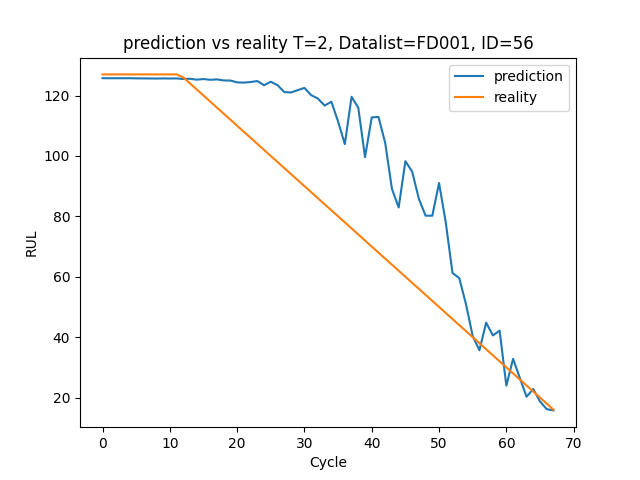 prediction vs reality T=2, Datalist=FD001, ID=56
prediction
reality
120
100
80
60
40
20
RUL
0 10 20 30 40 50 60 70
Cycle